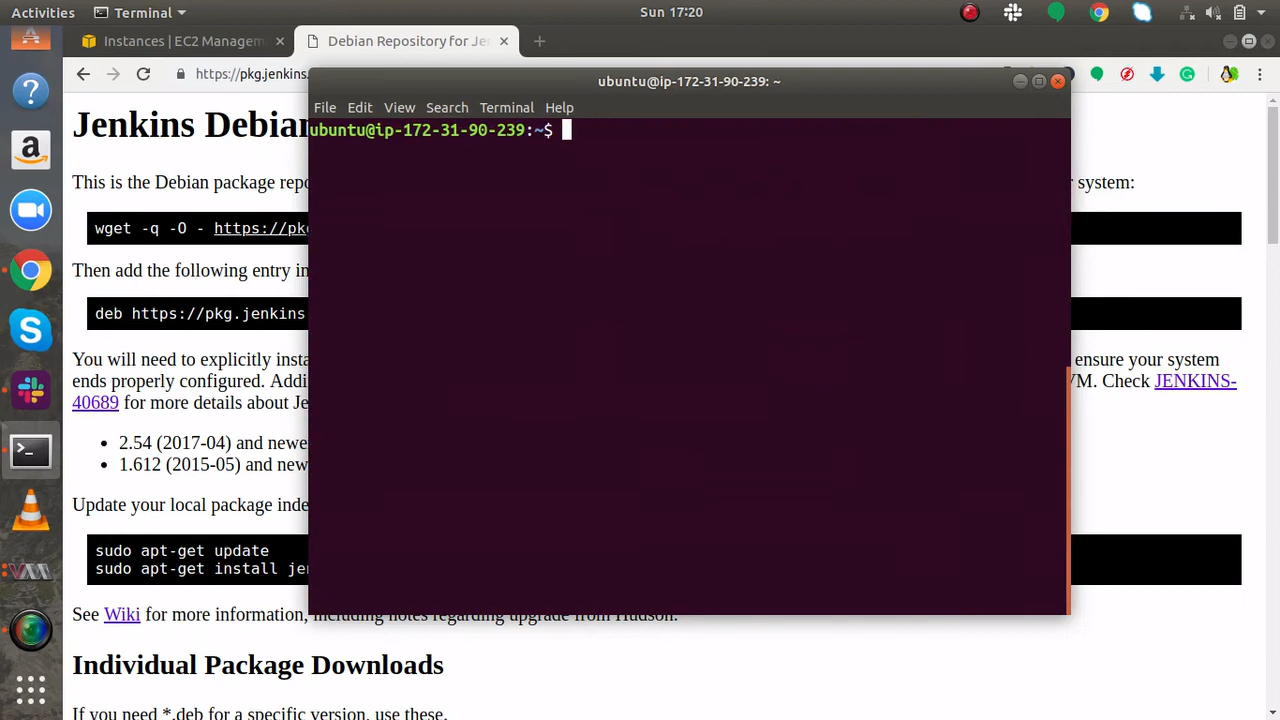 Activities Terminal Sun 17:20
Instances | EC2 Managem Debian Repository for Jen
https://pkg.jenkins.
ubuntu@ip-172-31-90-239: ~
File Edit View Search Terminal Help
ubuntu@ip-172-31-90-239:~$
Jenkins Debian
This is the Debian package repo system:
wget -q -O - https://pk
Then add the following entry in
deb https://pkg.jenkins
You will need to explicitly insta ensure your system
ends properly configured. Addi VM. Check JENKINS-
40689 for more details about Je
• 2.54 (2017-04) and newe
• 1.612 (2015-05) and new
Update your local package inde
sudo apt-get update
sudo apt-get install je
See Wiki for more information, including notes regarding upgrade from Hudson.
Individual Package Downloads
If you need *.deb for a specific version, use these.